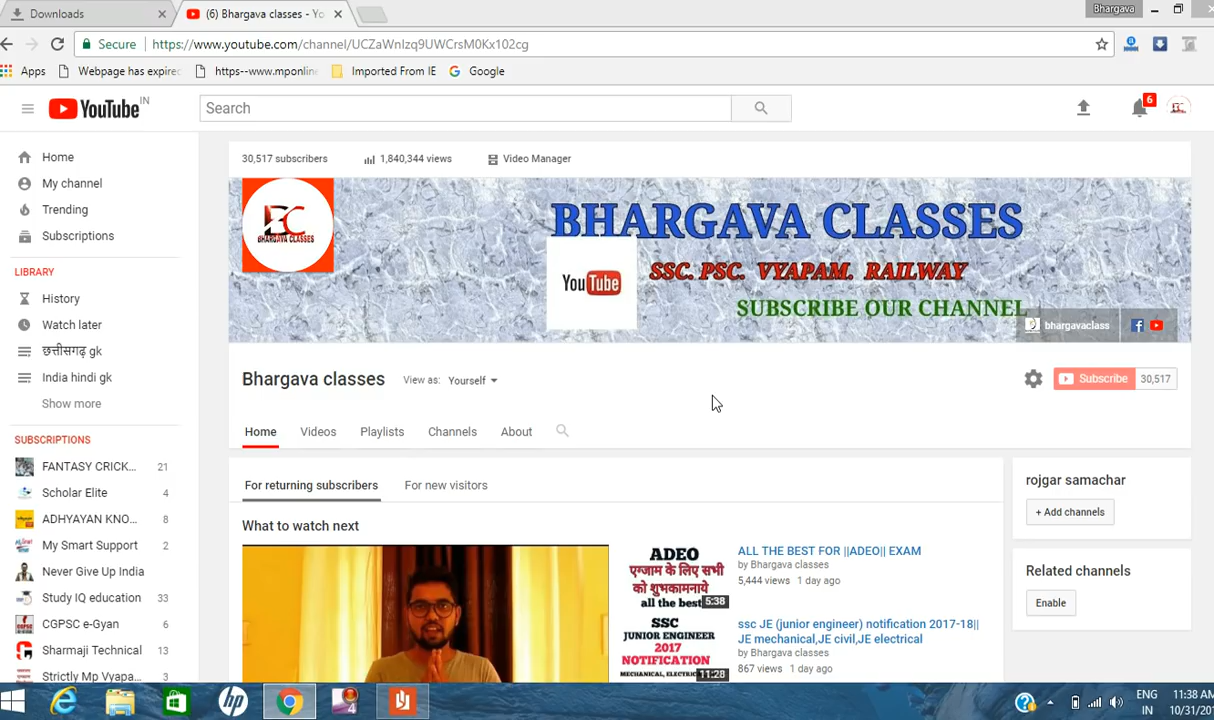 Downloads
(6) Bhargava classes - Yo
Bhargava
Secure https://www.youtube.com/channel/UCZaWnIzq9UWCrsM0Kx102cg
Apps Webpage has expired https--www.mponline Imported From IE Google
YouTube IN
Search
6
Home
My channel
Trending
Subscriptions
LIBRARY
History
Watch later
छत्तीसगढ़ gk
India hindi gk
Show more
SUBSCRIPTIONS
FANTASY CRICK... 21
Scholar Elite 4
ADHYAYAN KNO... 8
My Smart Support 2
Never Give Up India
Study IQ education 33
CGPSC e-Gyan 6
Sharmaji Technical 13
Strictly Mp Vyapa... 3
30,517 subscribers 1,840,344 views Video Manager
BHARGAVA CLASSES
BHARGAVA CLASSES
YouTube
SSC. PSC. VYAPAM. RAILWAY
SUBSCRIBE OUR CHANNEL
bhargavaclass
Bhargava classes View as: Yourself
Subscribe 30,517
Home Videos Playlists Channels About
For returning subscribers For new visitors
What to watch next
ADEO
एग्जाम के लिए सभी
को शुभकामनाये
all the best
5:38
ALL THE BEST FOR ||ADEO|| EXAM
by Bhargava classes
5,444 views 1 day ago
SSC
JUNIOR ENGINEER
2017
NOTIFICATION
MECHANICAL, ELECTRIC
11:28
ssc JE (junior engineer) notification 2017-18||
JE mechanical,JE civil,JE electrical
by Bhargava classes
867 views 1 day ago
rojgar samachar
+ Add channels
Related channels
Enable
ENG
IN
11:38 AM
10/31/20